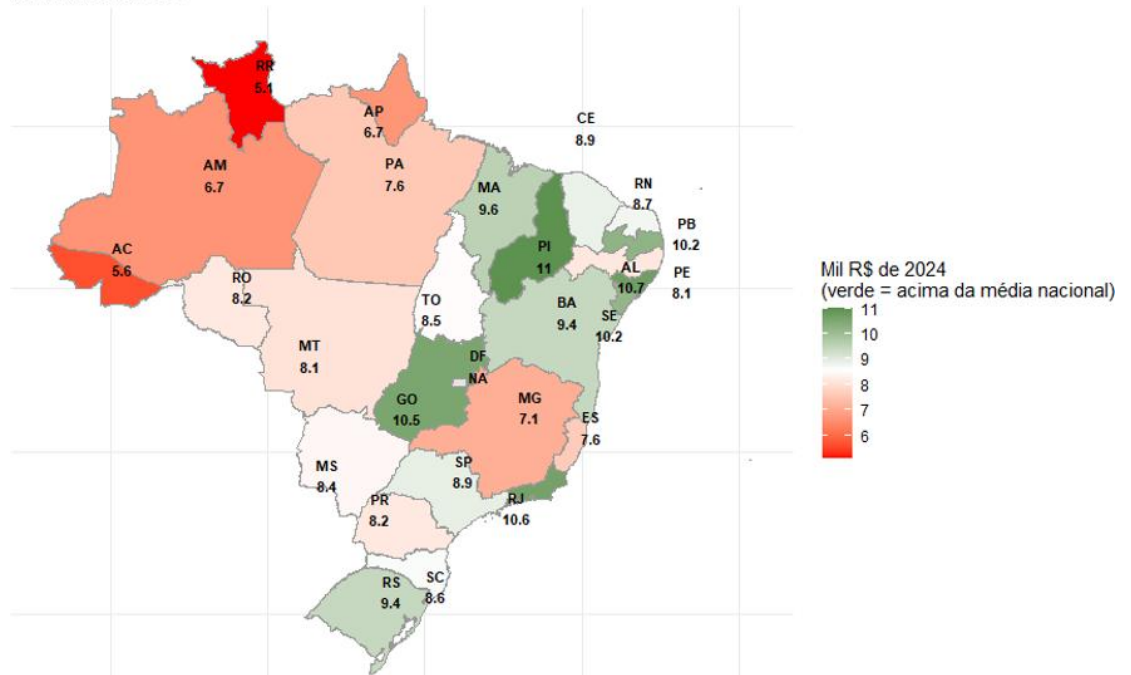 RR
5.1
AP
6.7
CE
8.9
AM
6.7
PA
7.6
MA
9.6
RN
8.7
PB
10.2
AC
5.6
PI
11
AL
10.7
PE
8.1
RO
8.2
TO
8.5
BA
9.4
SE
10.2
MT
8.1
DF
NA
GO
10.5
MG
7.1
ES
7.6
MS
8.4
SP
8.9
RJ
10.6
PR
8.2
SC
8.6
RS
9.4
Mil R$ de 2024
(verde = acima da média nacional)
11
10
9
8
7
6